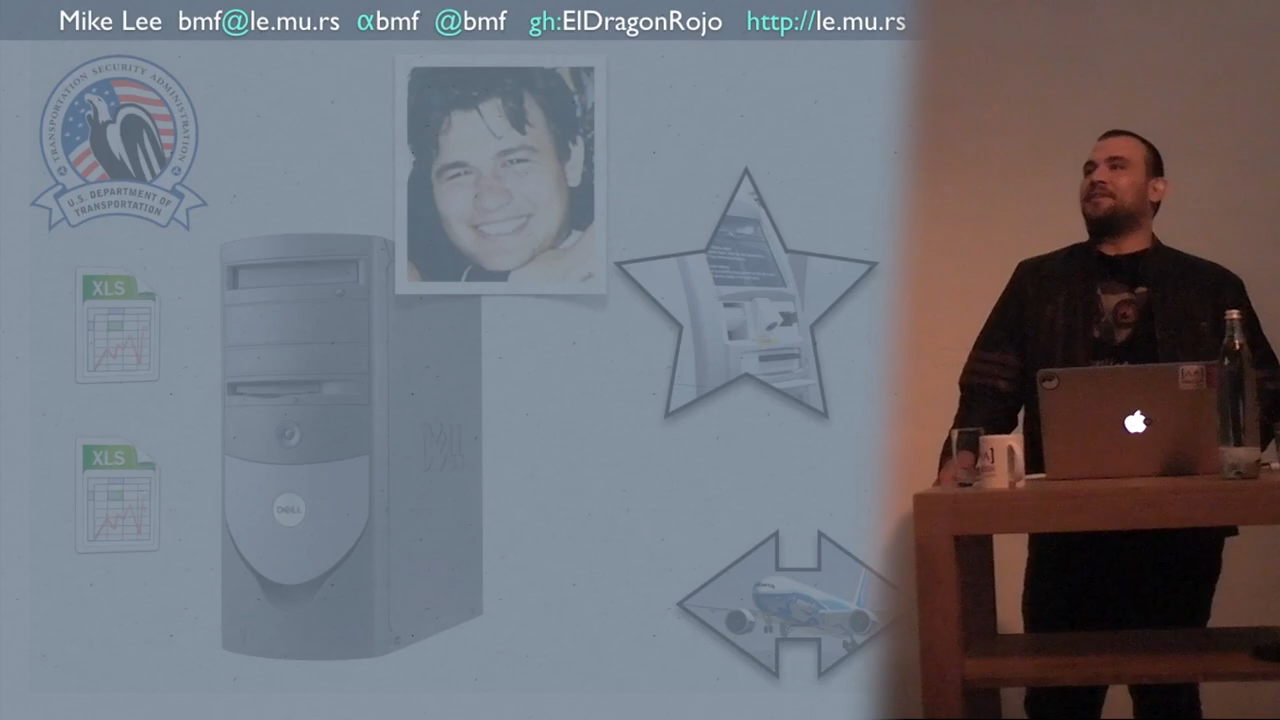 Mike Lee bmf@le.mu.rs αbmf @bmf gh:ElDragonRojo http://le.mu.rs
TRANSPORTATION SECURITY ADMINISTRATION
U.S. DEPARTMENT OF
TRANSPORTATION
XLS
XLS
DELL